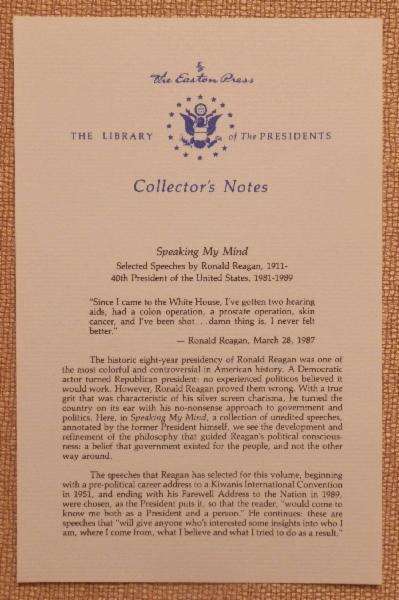 The Easton Press
THE LIBRARY of The PRESIDENTS
Collector's Notes
Speaking My Mind
Selected Speeches by Ronald Reagan, 1911-
40th President of the United States, 1981-1989
"Since I came to the White House, I've gotten two hearing
aids, had a colon operation, a prostate operation, skin
cancer, and I've been shot...damn thing is, I never felt
better."
— Ronald Reagan, March 28, 1987
The historic eight-year presidency of Ronald Reagan was one of
the most colorful and controversial in American history. A Democratic
actor turned Republican president: no experienced politicos believed it
would work. However, Ronald Reagan proved them wrong. With a true
grit that was characteristic of his silver screen charisma, he turned the
country on its ear with his no-nonsense approach to government and
politics. Here, in Speaking My Mind, a collection of unedited speeches,
annotated by the former President himself, we see the development and
refinement of the philosophy that guided Reagan's political conscious-
ness: a belief that government existed for the people, and not the other
way around.
The speeches that Reagan has selected for this volume, beginning
with a pre-political career address to a Kiwanis International Convention
in 1951, and ending with his Farewell Address to the Nation in 1989,
were chosen, as the President puts it, so that the reader, "would come to
know me both as a President and a person." He continues: these are
speeches that "will give anyone who's interested some insights into who I
am, where I come from, what I believe and what I tried to do as a result."